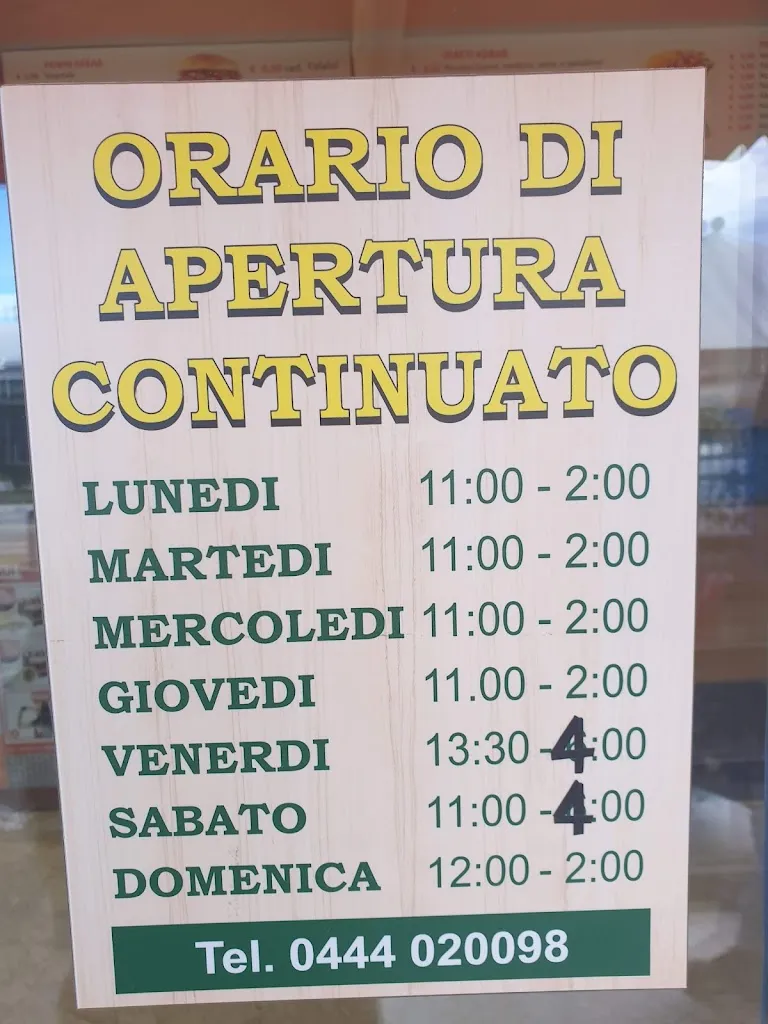 ORARIO DI
APERTURA
CONTINUATO
LUNEDI 11:00 - 2:00
MARTEDI 11:00 - 2:00
MERCOLEDI 11:00 - 2:00
GIOVEDI 11.00 - 2:00
VENERDI 13:30 - 4:00
SABATO 11:00 - 4:00
DOMENICA 12:00 - 2:00
Tel. 0444 020098